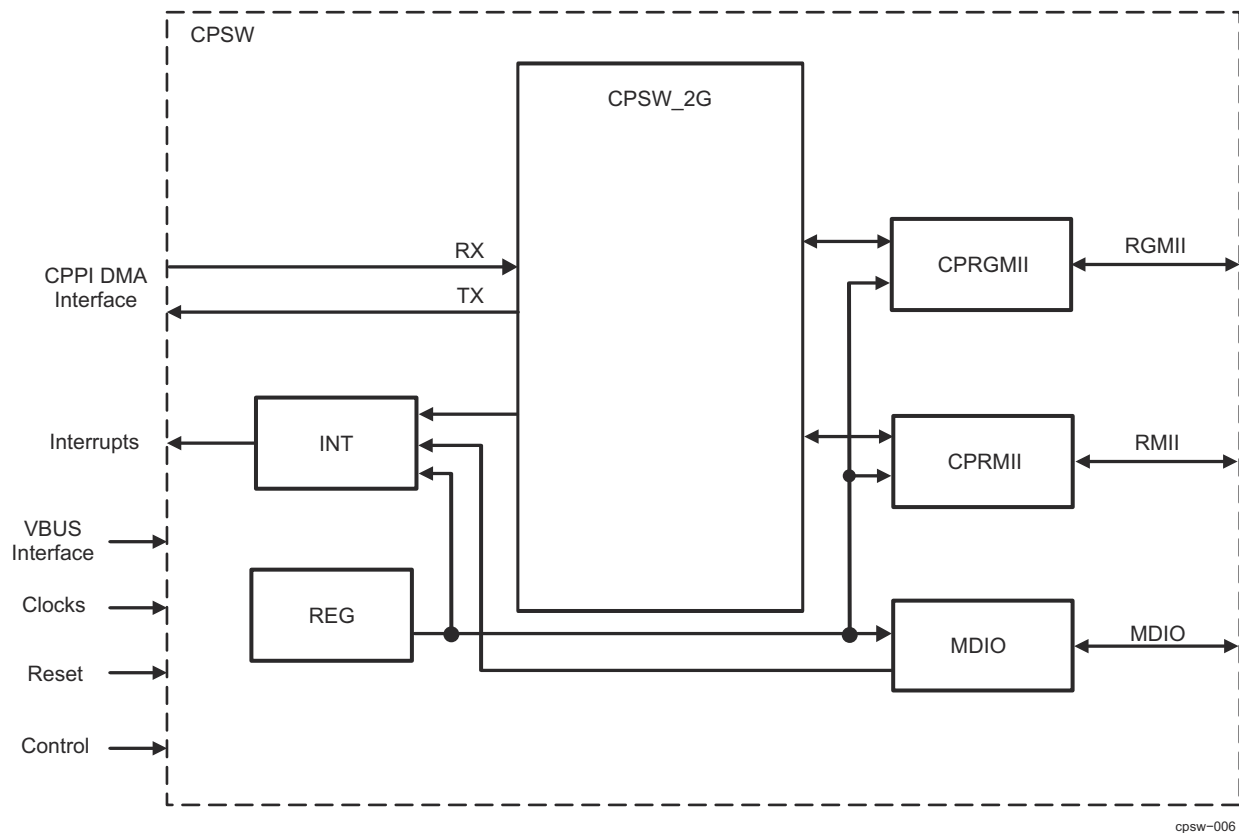 CPSW
CPSW_2G
CPPI DMA
Interface
RX
TX
CPRGMII
RGMII
Interrupts
INT
CPRMII
RMII
VBUS
Interface
Clocks
REG
MDIO
MDIO
Reset
Control
cpsw−006